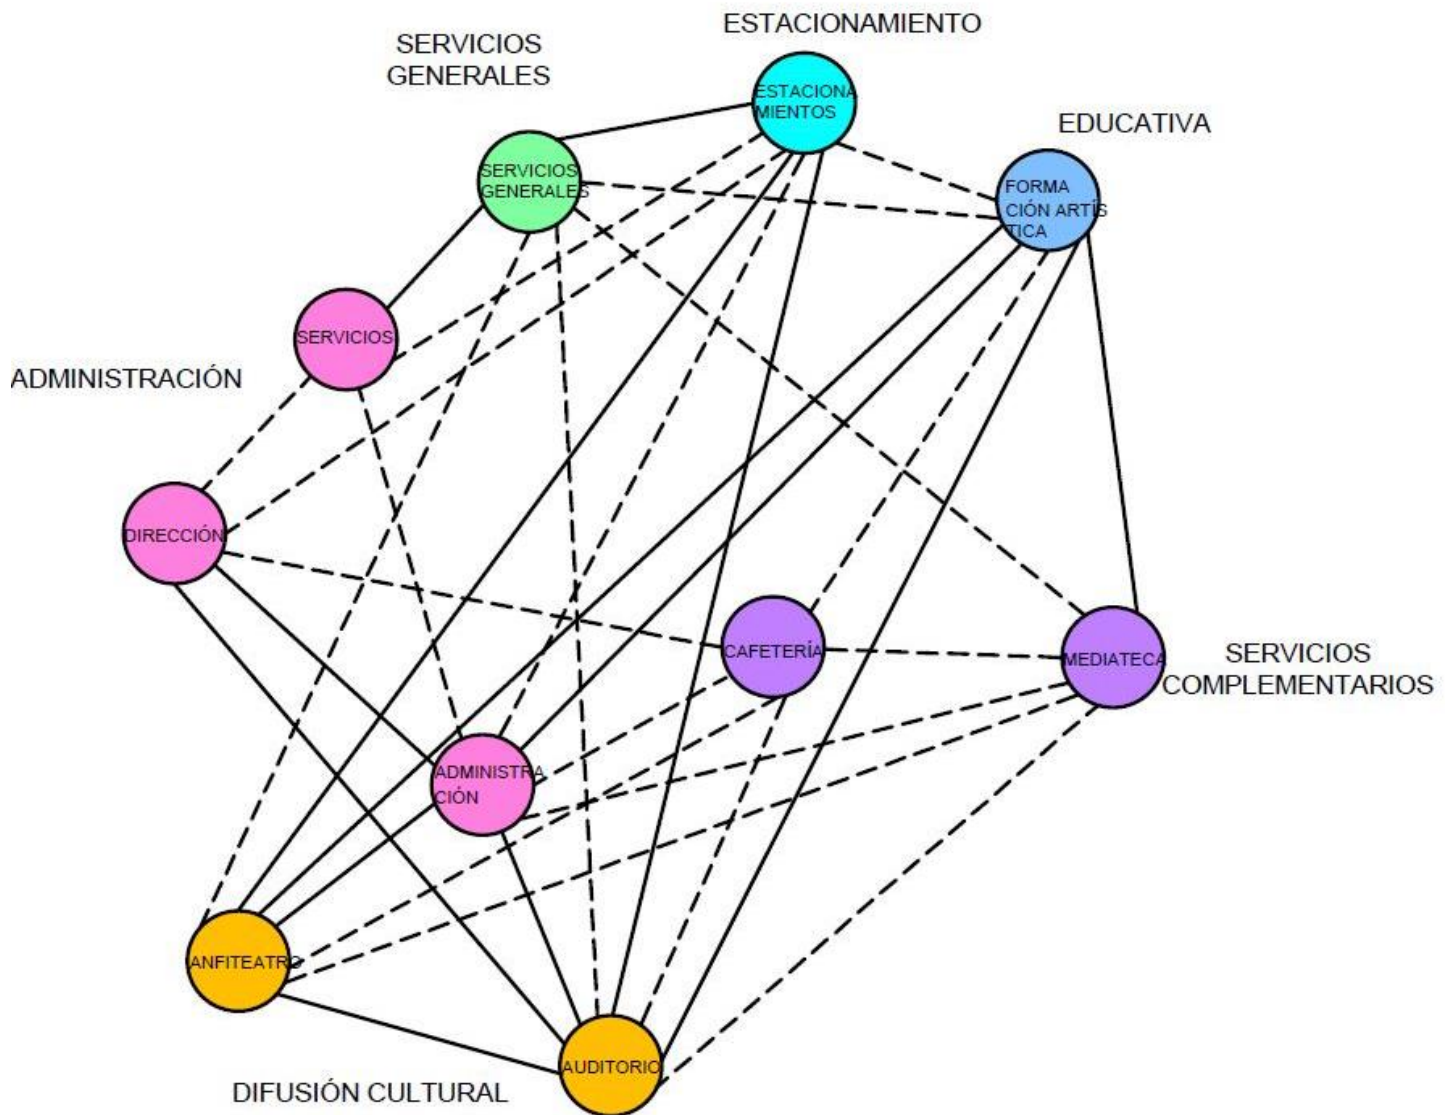 ESTACIONAMIENTO
SERVICIOS
GENERALES
ESTACIONA
MIENTOS
EDUCATIVA
SERVICIOS
GENERALES
FORMA
CIÓN ARTÍS
TICA
SERVICIOS
ADMINISTRACIÓN
DIRECCIÓN
CAFETERÍA
MEDIATECA
SERVICIOS
COMPLEMENTARIOS
ADMINISTRA
CIÓN
ANFITEATRO
AUDITORIO
DIFUSIÓN CULTURAL